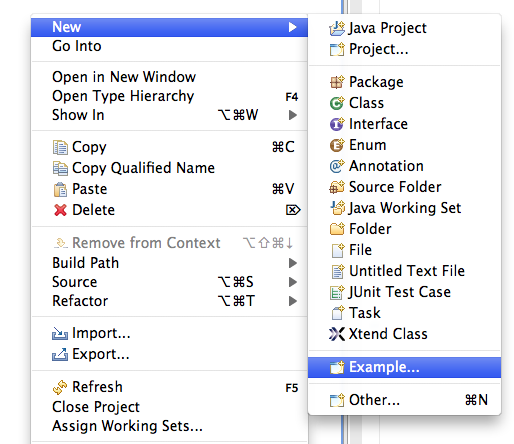 New
Go Into
Open in New Window
Open Type Hierarchy F4
Show In ⌥⌘W
Copy ⌘C
Copy Qualified Name
Paste ⌘V
Delete ⌦
Remove from Context ⌥⇧⌘↓
Build Path
Source ⌥⌘S
Refactor ⌥⌘T
Import...
Export...
Refresh F5
Close Project
Assign Working Sets...
Java Project
Project...
Package
Class
Interface
Enum
Annotation
Source Folder
Java Working Set
Folder
File
Untitled Text File
JUnit Test Case
Task
Xtend Class
Example...
Other... ⌘N